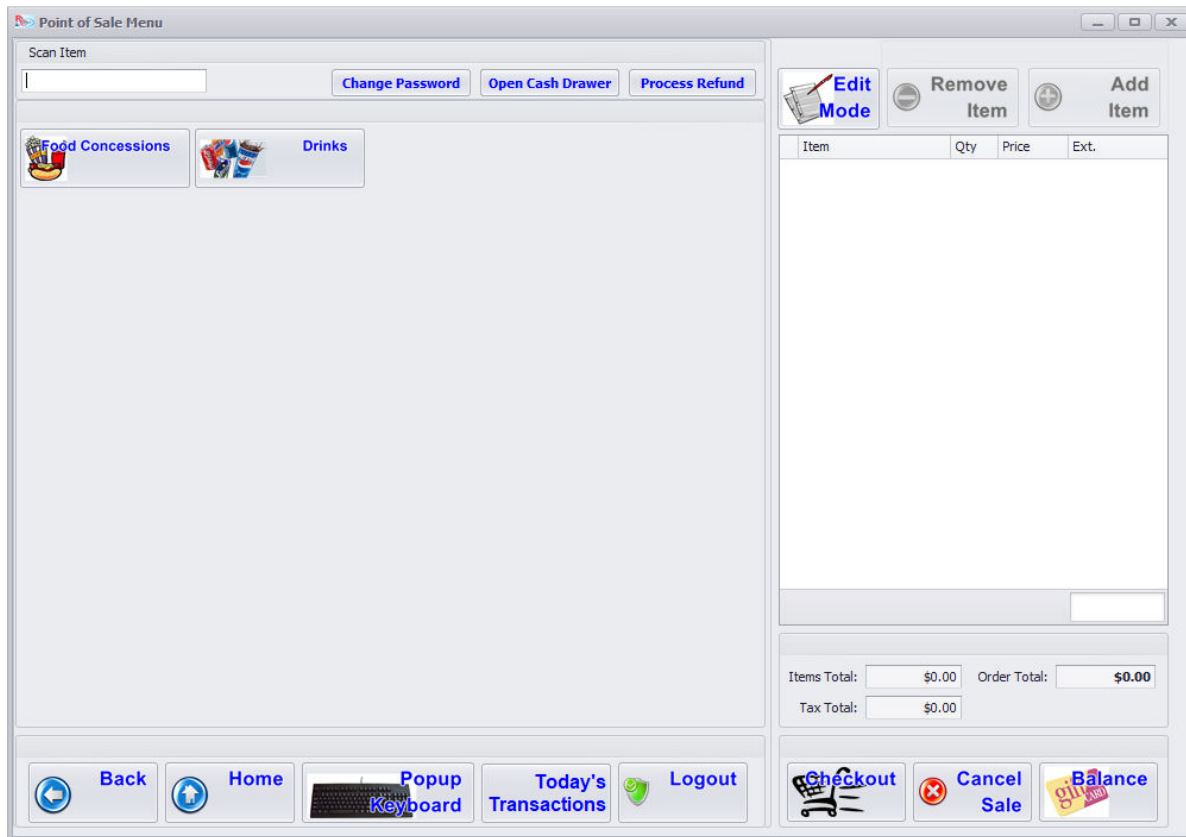 Point of Sale Menu
Scan Item
Change Password
Open Cash Drawer
Process Refund
Edit
Mode
Remove
Item
Add
Item
Food Concessions
Drinks
Item Qty Price Ext.
Items Total: $0.00 Order Total: $0.00
Tax Total: $0.00
Back
Home
Popup
Keyboard
Today's
Transactions
Logout
Checkout
Cancel
Sale
Balance
gift
CARD